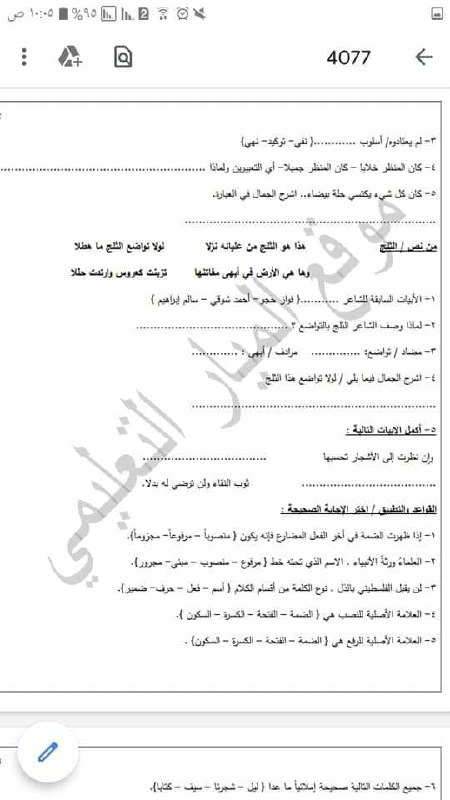 ١٠:٠٥ ص
٩٥%
4077
٣- لم يعتادوه/ أسلوب ............{ نفي- توكيد- نهي}
٤- كان المنظر خلابا – كان المنظر جميلا- أي التعبيرين ولماذا ............................................
٥- كان كل شيء يكتسي حلة بيضاء.. اشرح الجمال في العبارة.
............................................................
من نص / الثلج
هذا هو الثلج من عليائه نزلا لولا تواضع الثلج ما هطلا
وها هي الأرض في أبهى مفاتنها تزينت كعروس وارتدت حللا
١- الأبيات السابقة للشاعر ...........{ فواز حجو- أحمد شوقي – سالم إبراهيم }
٢- لماذا وصف الشاعر الثلج بالتواضع ؟ ....................................
٣- مضاد / تواضع: .............. مرادف / أبهى : .............
٤- اشرح الجمال فيما يلي / لولا تواضع هذا الثلج
............................................................
٥- أكمل الابيات التالية :
وإن نظرت إلى الأشجار تحسبها ..............................
.............................. ثوب النقاء ولن ترضى له بدلا.
القواعد والتطبيق / اختر الإجابة الصحيحة :
١- إذا ظهرت الضمة في آخر الفعل المضارع فإنه يكون { منصوباً – مرفوعاً- مجزوماً}.
٢- العلماءُ ورثةُ الأنبياء . الاسم الذي تحته خط {مرفوع – منصوب – مبني- مجرور}.
٣- لن يقبل الفلسطيني بالذل . نوع الكلمة من أقسام الكلام { أسم – فعل – حرف- ضمير}.
٤- العلامة الأصلية للنصب هي { الضمة – الفتحة – الكسرة – السكون }.
٥- العلامة الأصلية للرفع هي { الضمة – الفتحة – الكسرة – السكون}.
٦- جميع الكلمات التالية صحيحة إملائياً ما عدا { ليل – شجرتا – سيف – كتابا}.
موقع المنار التعليمي